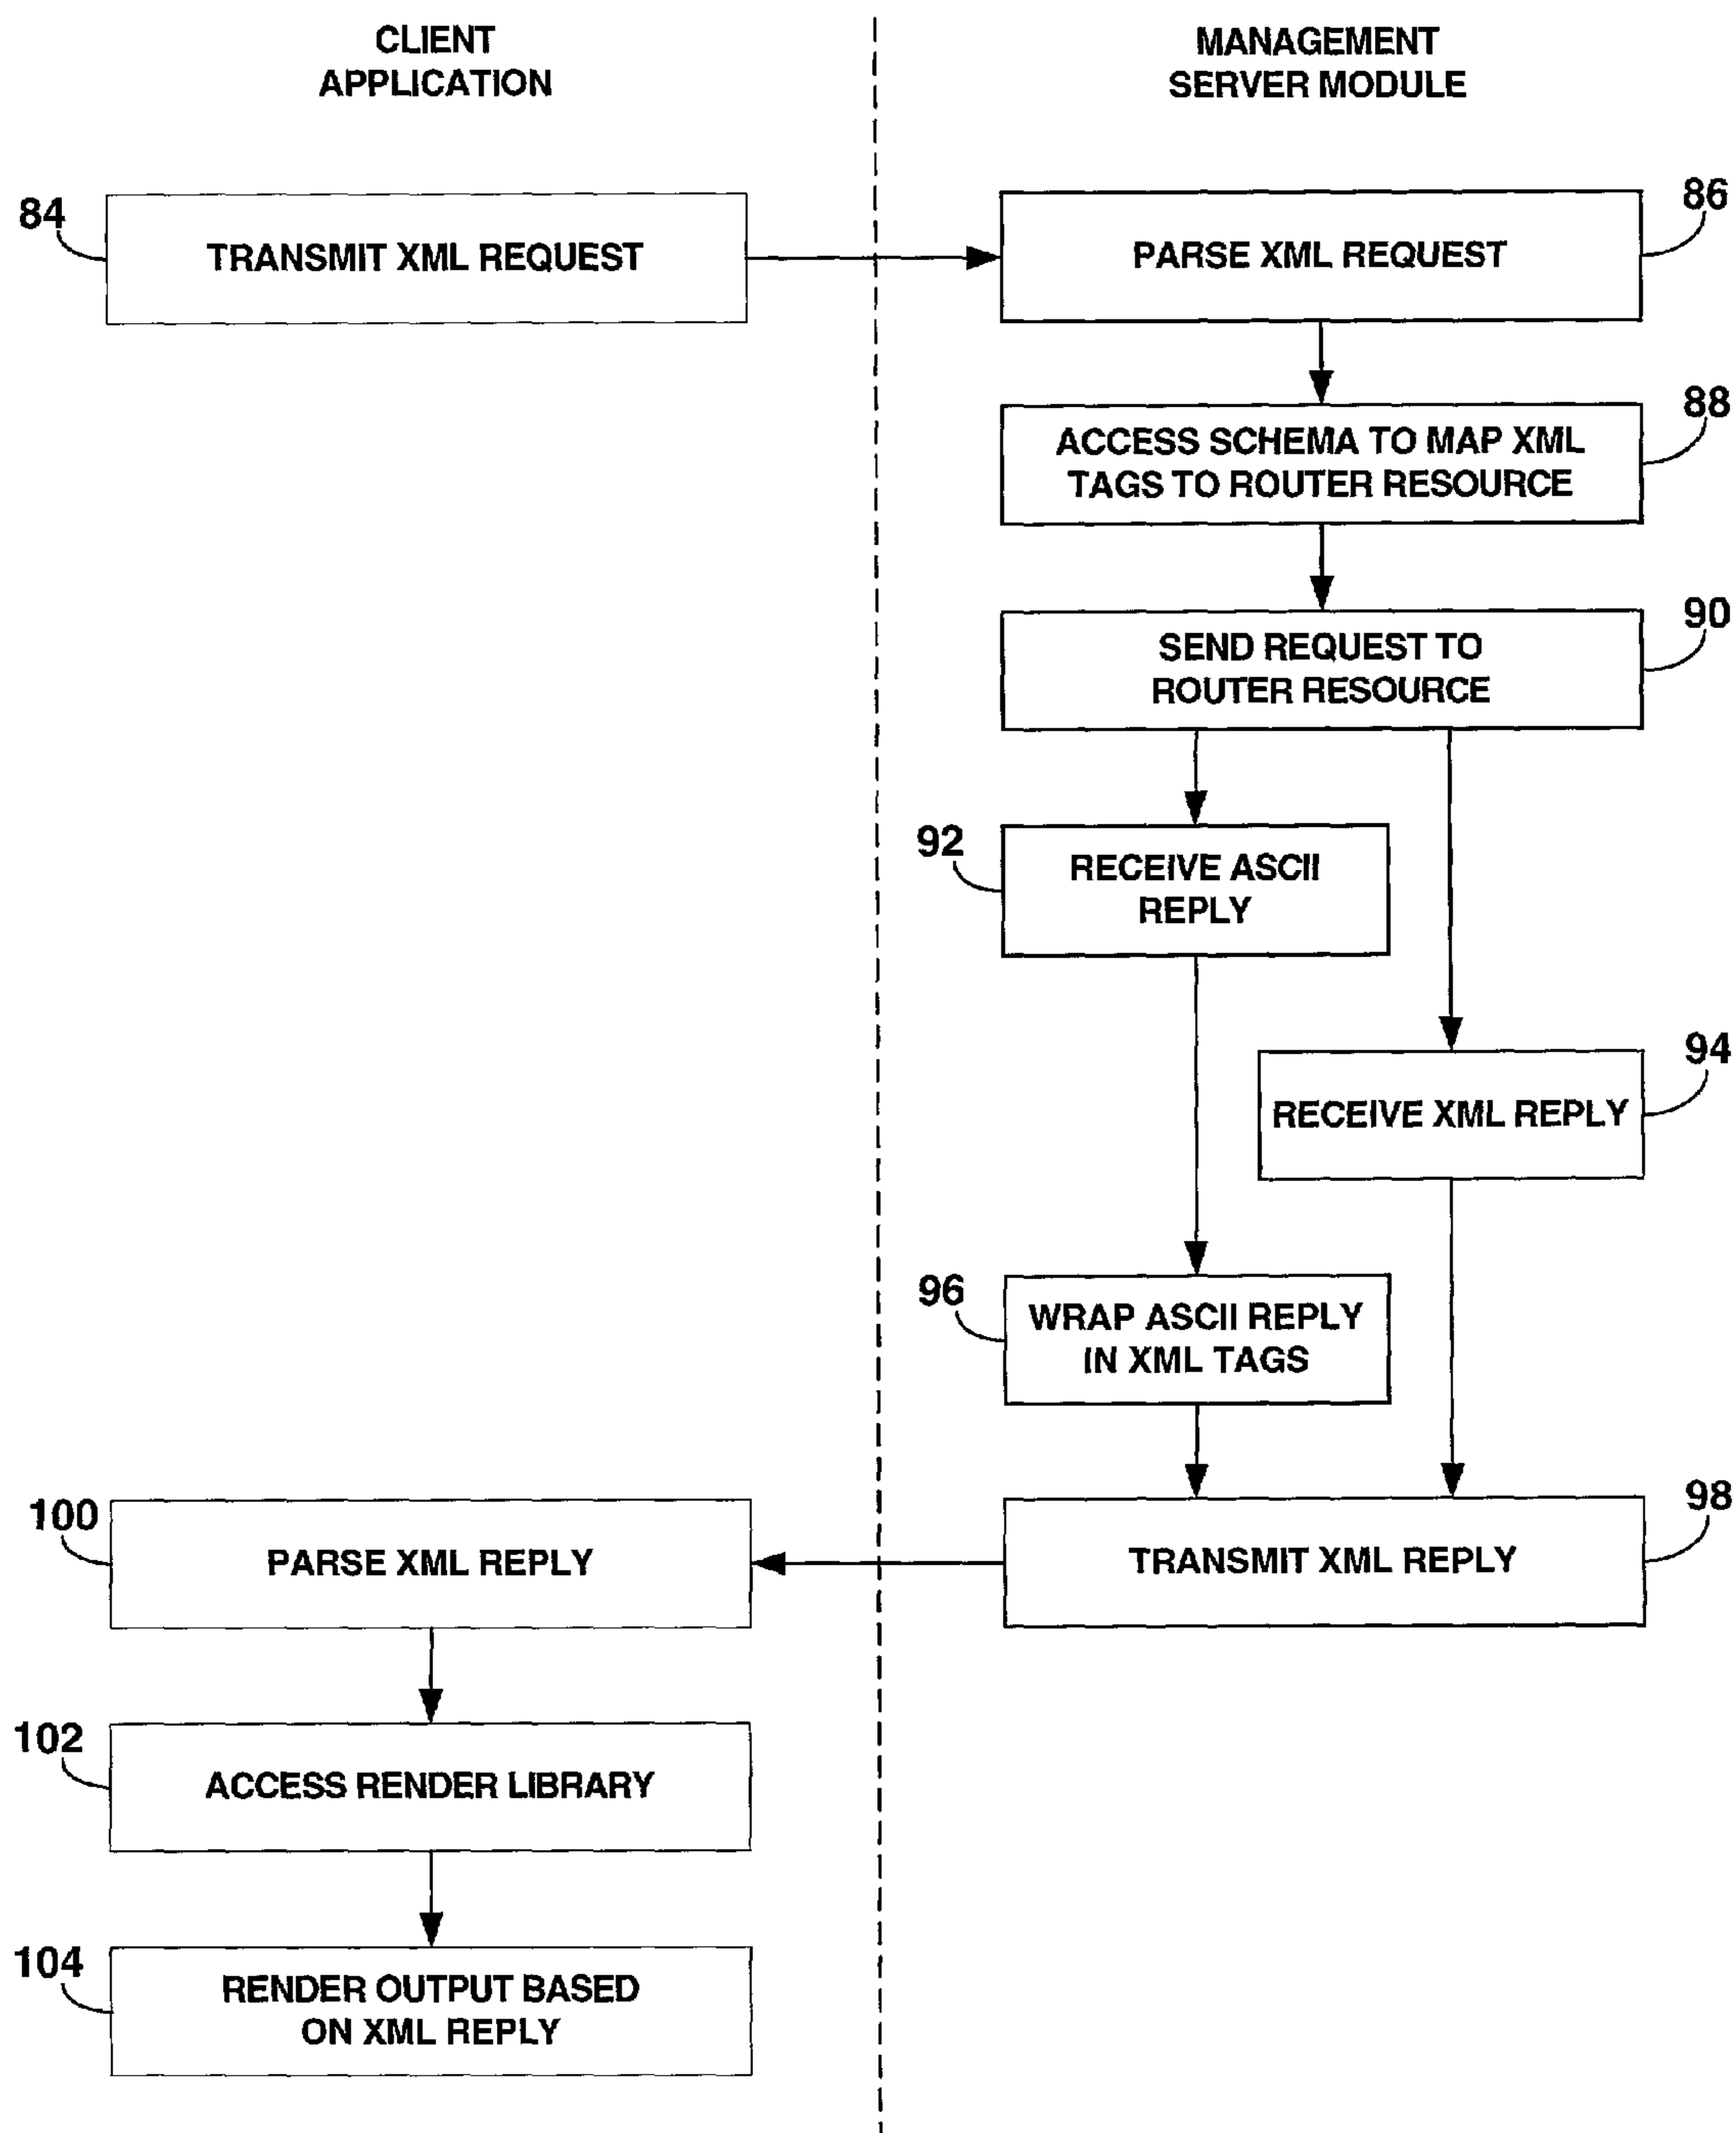 CLIENT
APPLICATION
MANAGEMENT
SERVER MODULE
84
TRANSMIT XML REQUEST
86
PARSE XML REQUEST
88
ACCESS SCHEMA TO MAP XML
TAGS TO ROUTER RESOURCE
90
SEND REQUEST TO
ROUTER RESOURCE
92
RECEIVE ASCII
REPLY
94
RECEIVE XML REPLY
96
WRAP ASCII REPLY
IN XML TAGS
98
TRANSMIT XML REPLY
100
PARSE XML REPLY
102
ACCESS RENDER LIBRARY
104
RENDER OUTPUT BASED
ON XML REPLY